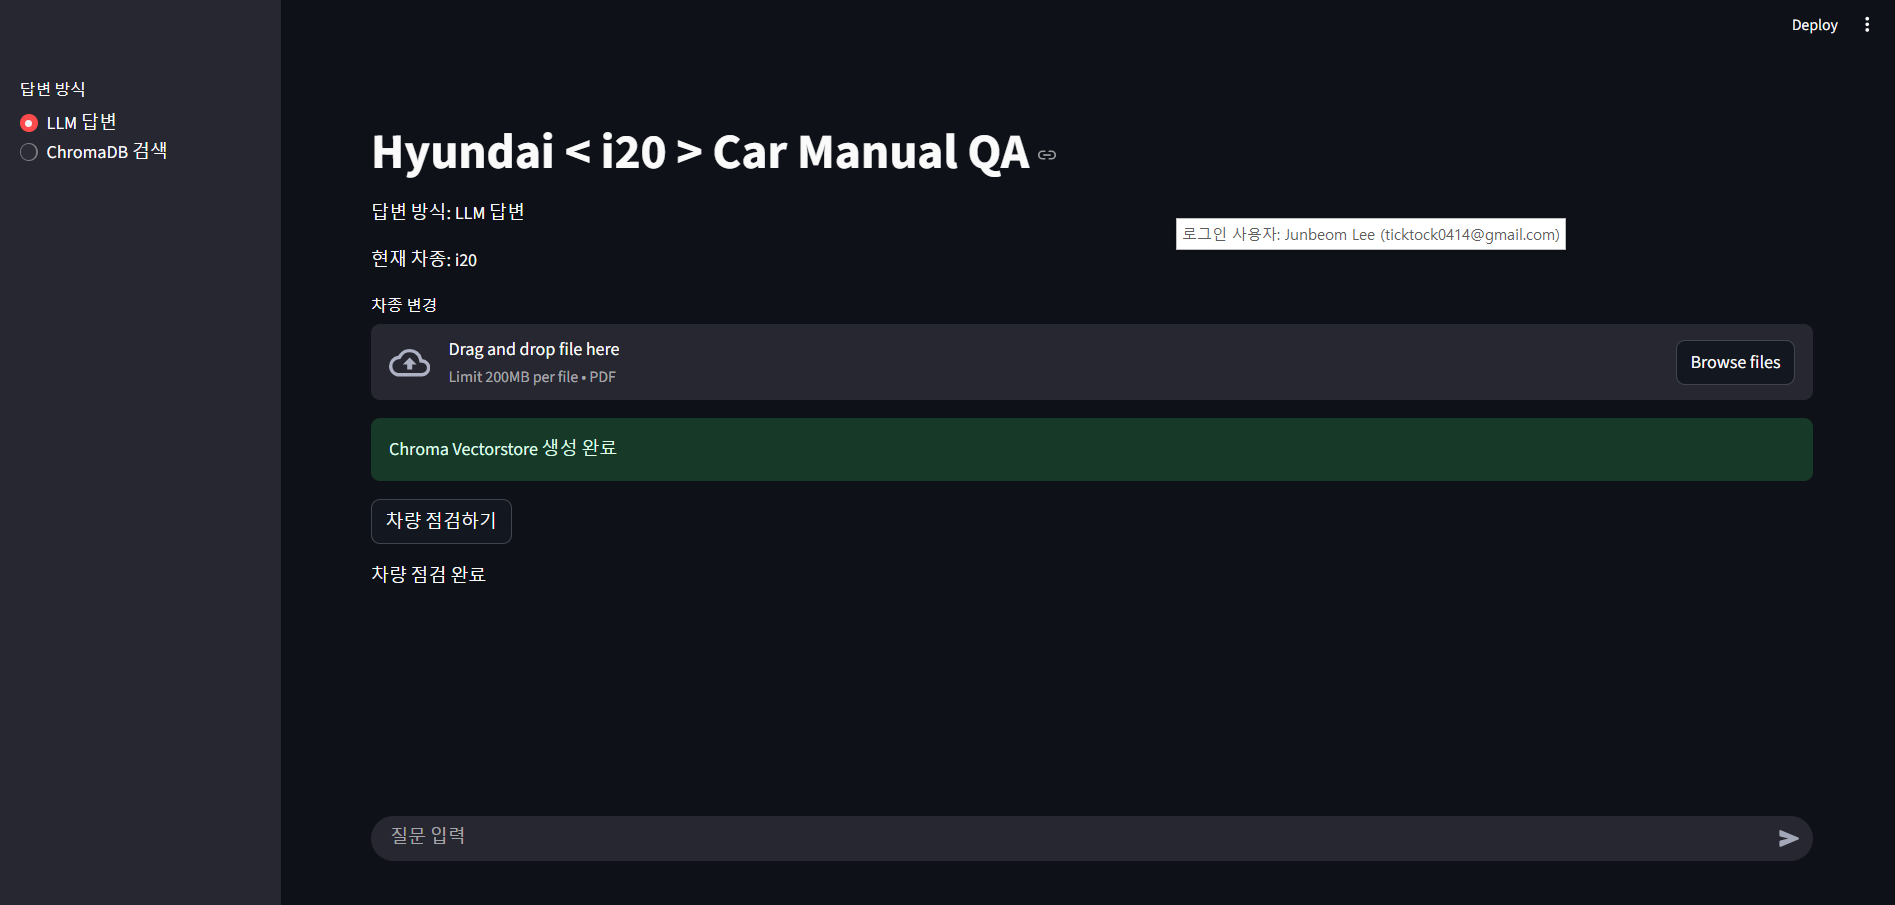 Deploy
답변 방식
LLM 답변
ChromaDB 검색
Hyundai < i20 > Car Manual QA
답변 방식: LLM 답변
로그인 사용자: Junbeom Lee (ticktock0414@gmail.com)
현재 차종: i20
차종 변경
Drag and drop file here
Limit 200MB per file • PDF
Browse files
Chroma Vectorstore 생성 완료
차량 점검하기
차량 점검 완료
질문 입력